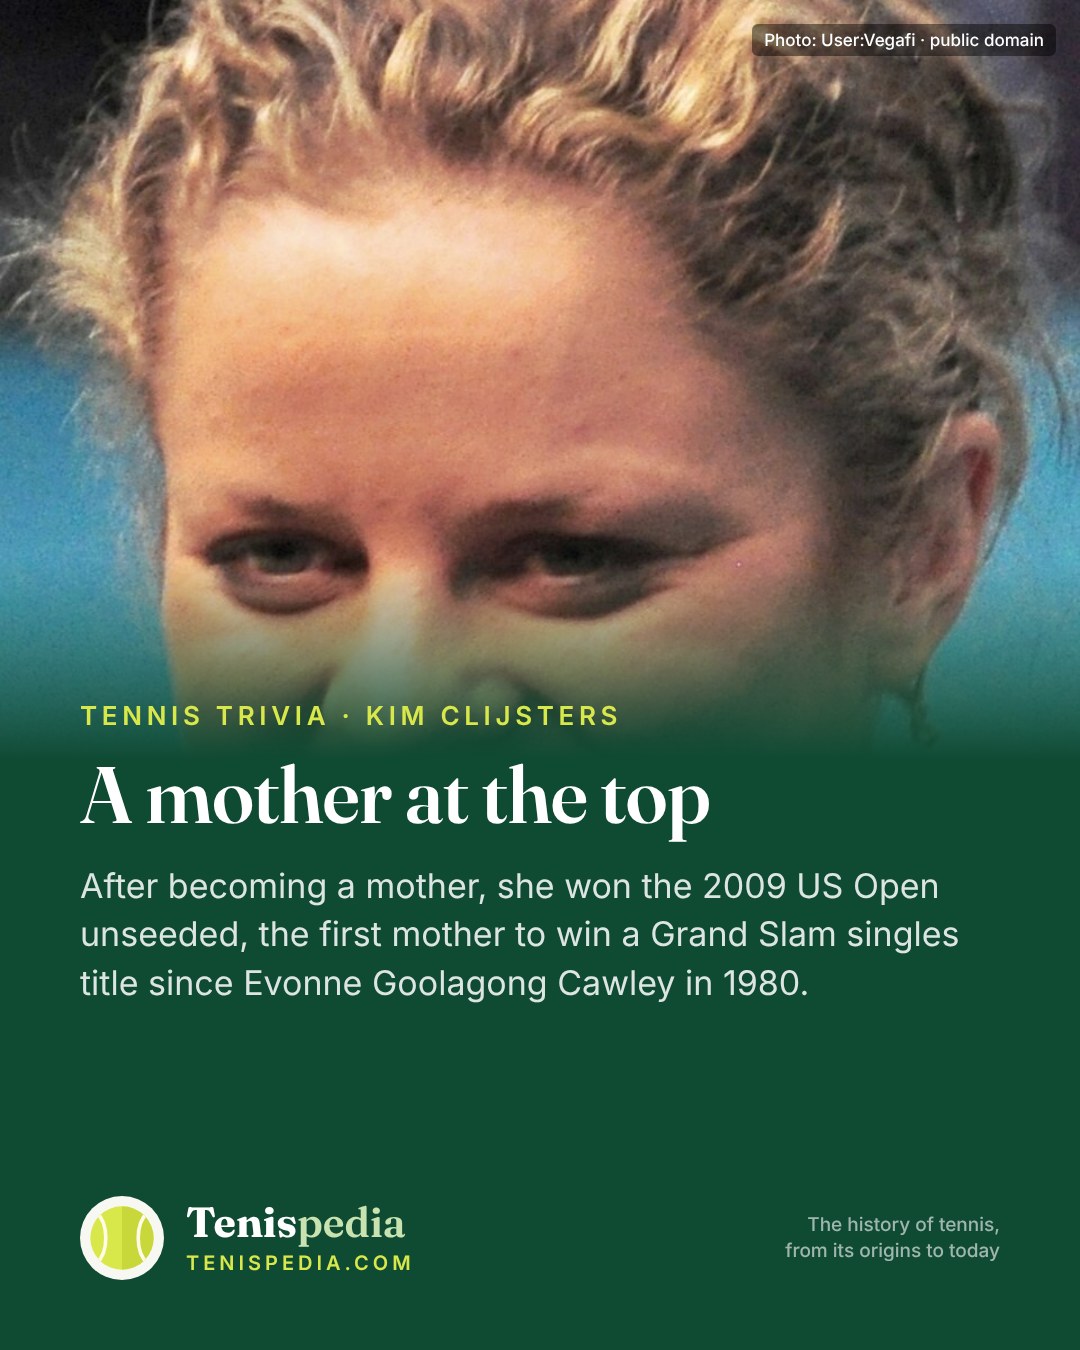 Photo: User:Vegafi · public domain
TENNIS TRIVIA · KIM CLIJSTERS
A mother at the top
After becoming a mother, she won the 2009 US Open
unseeded, the first mother to win a Grand Slam singles
title since Evonne Goolagong Cawley in 1980.
Tenispedia
TENISPEDIA.COM
The history of tennis,
from its origins to today